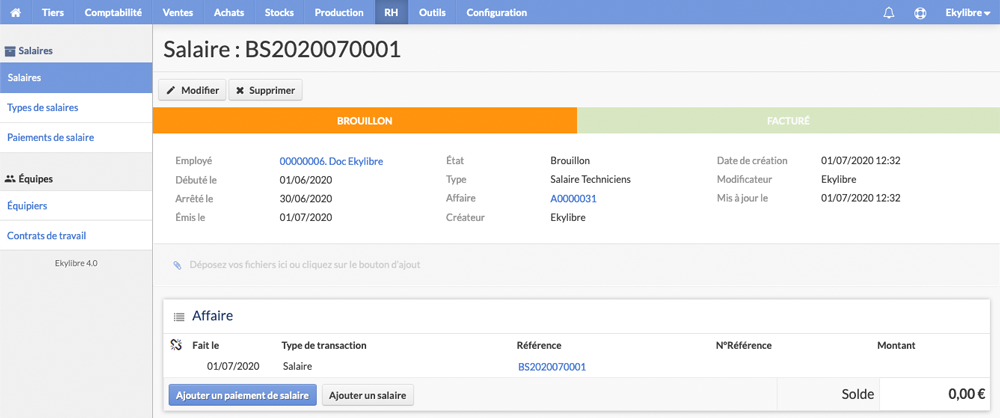 Tiers Comptabilité Ventes Achats Stocks Production RH Outils Configuration Ekylibre
Salaires
Salaires
Types de salaires
Paiements de salaire
Équipes
Équipiers
Contrats de travail
Ekylibre 4.0
Salaire : BS2020070001
Modifier Supprimer
BROUILLON FACTURÉ
Employé 00000006. Doc Ekylibre État Brouillon Date de création 01/07/2020 12:32
Débuté le 01/06/2020 Type Salaire Techniciens Modificateur Ekylibre
Arrêté le 30/06/2020 Affaire A0000031 Mis à jour le 01/07/2020 12:32
Émis le 01/07/2020 Créateur Ekylibre
Déposez vos fichiers ici ou cliquez sur le bouton d'ajout
Affaire
Fait le Type de transaction Référence N°Référence Montant
01/07/2020 Salaire BS2020070001
Ajouter un paiement de salaire Ajouter un salaire Solde 0,00 €